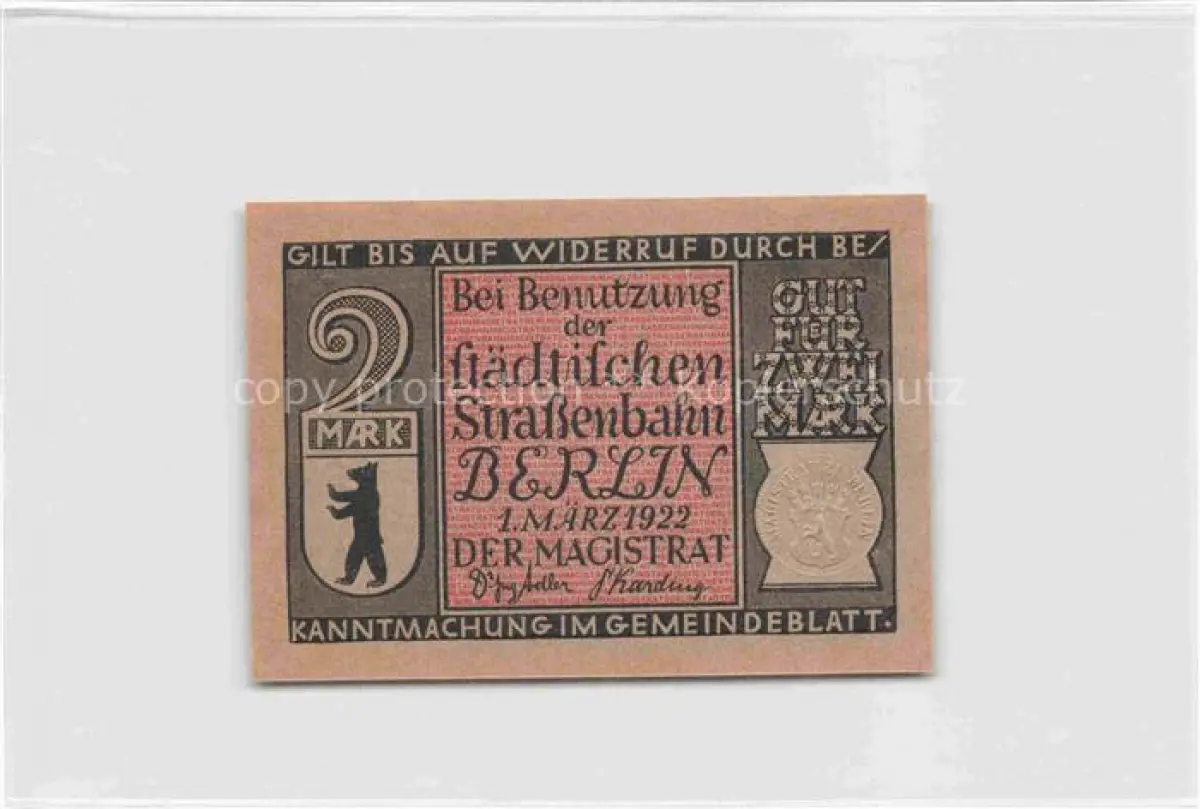 GILT BIS AUF WIDERRUF DURCH BE/
2
MARK
Bei Benutzung
der
städtischen
Straßenbahn
BERLIN
1. MÄRZ 1922
DER MAGISTRAT
GUT
FÜR
ZWEI
MARK
KANNTMACHUNG IM GEMEINDEBLATT.
copy protection ** Kopierschutz